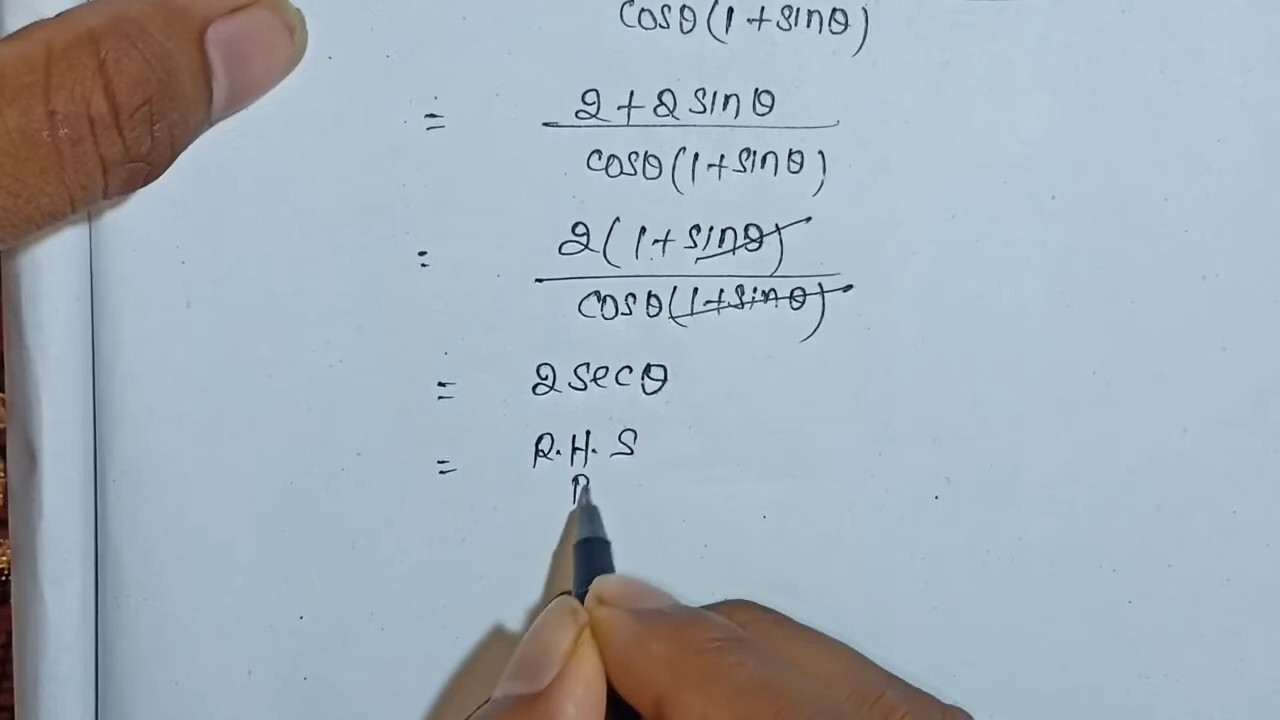 cosθ(1+sinθ)
= 2+2sinθ
cosθ(1+sinθ)
= 2(1+sinθ)
cosθ(1+sinθ)
= 2secθ
= R.H.S